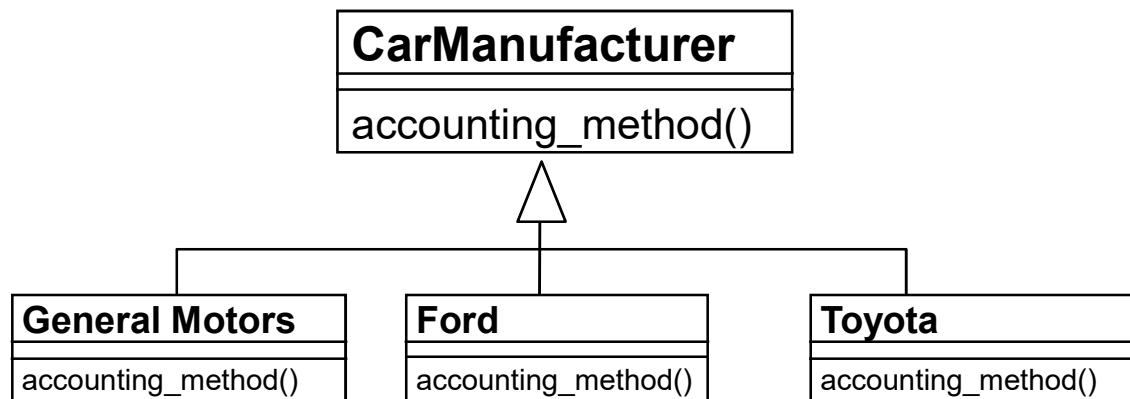 CarManufacturer
accounting_method()
General Motors
accounting_method()
Ford
accounting_method()
Toyota
accounting_method()